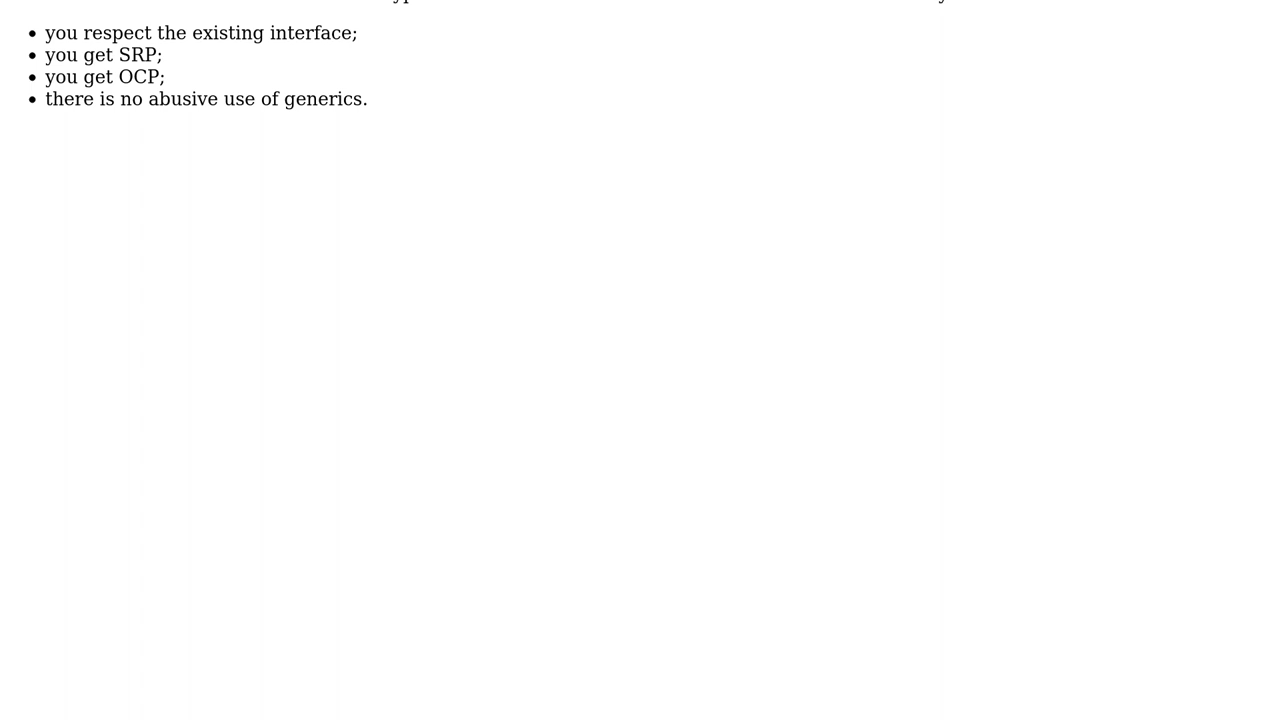 you respect the existing interface;
you get SRP;
you get OCP;
there is no abusive use of generics.